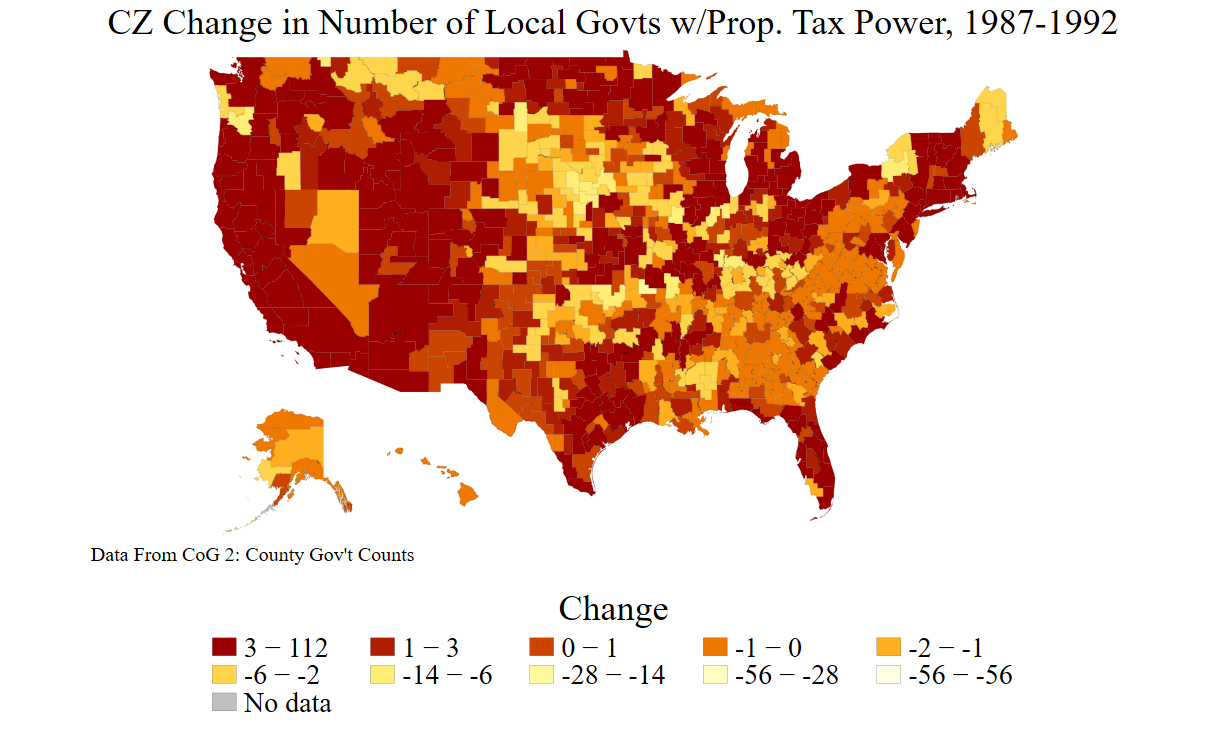 CZ Change in Number of Local Govts w/Prop. Tax Power, 1987-1992
Data From CoG 2: County Gov't Counts
Change
3 − 112 1 − 3 0 − 1 -1 − 0 -2 − -1
-6 − -2 -14 − -6 -28 − -14 -56 − -28 -56 − -56
No data